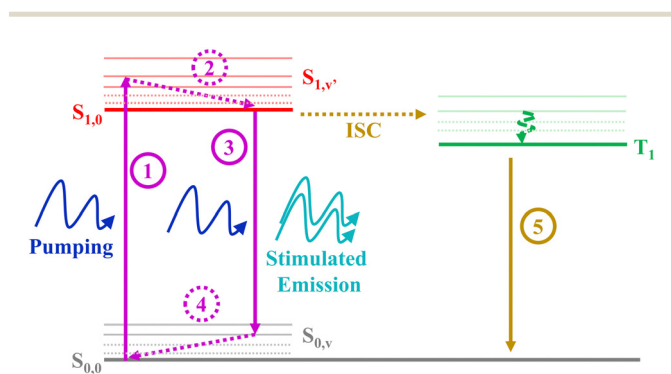 2
S1,v'
S1,0
ISC
3
T1
1
5
Pumping
Stimulated
Emission
4
S0,v
S0,0